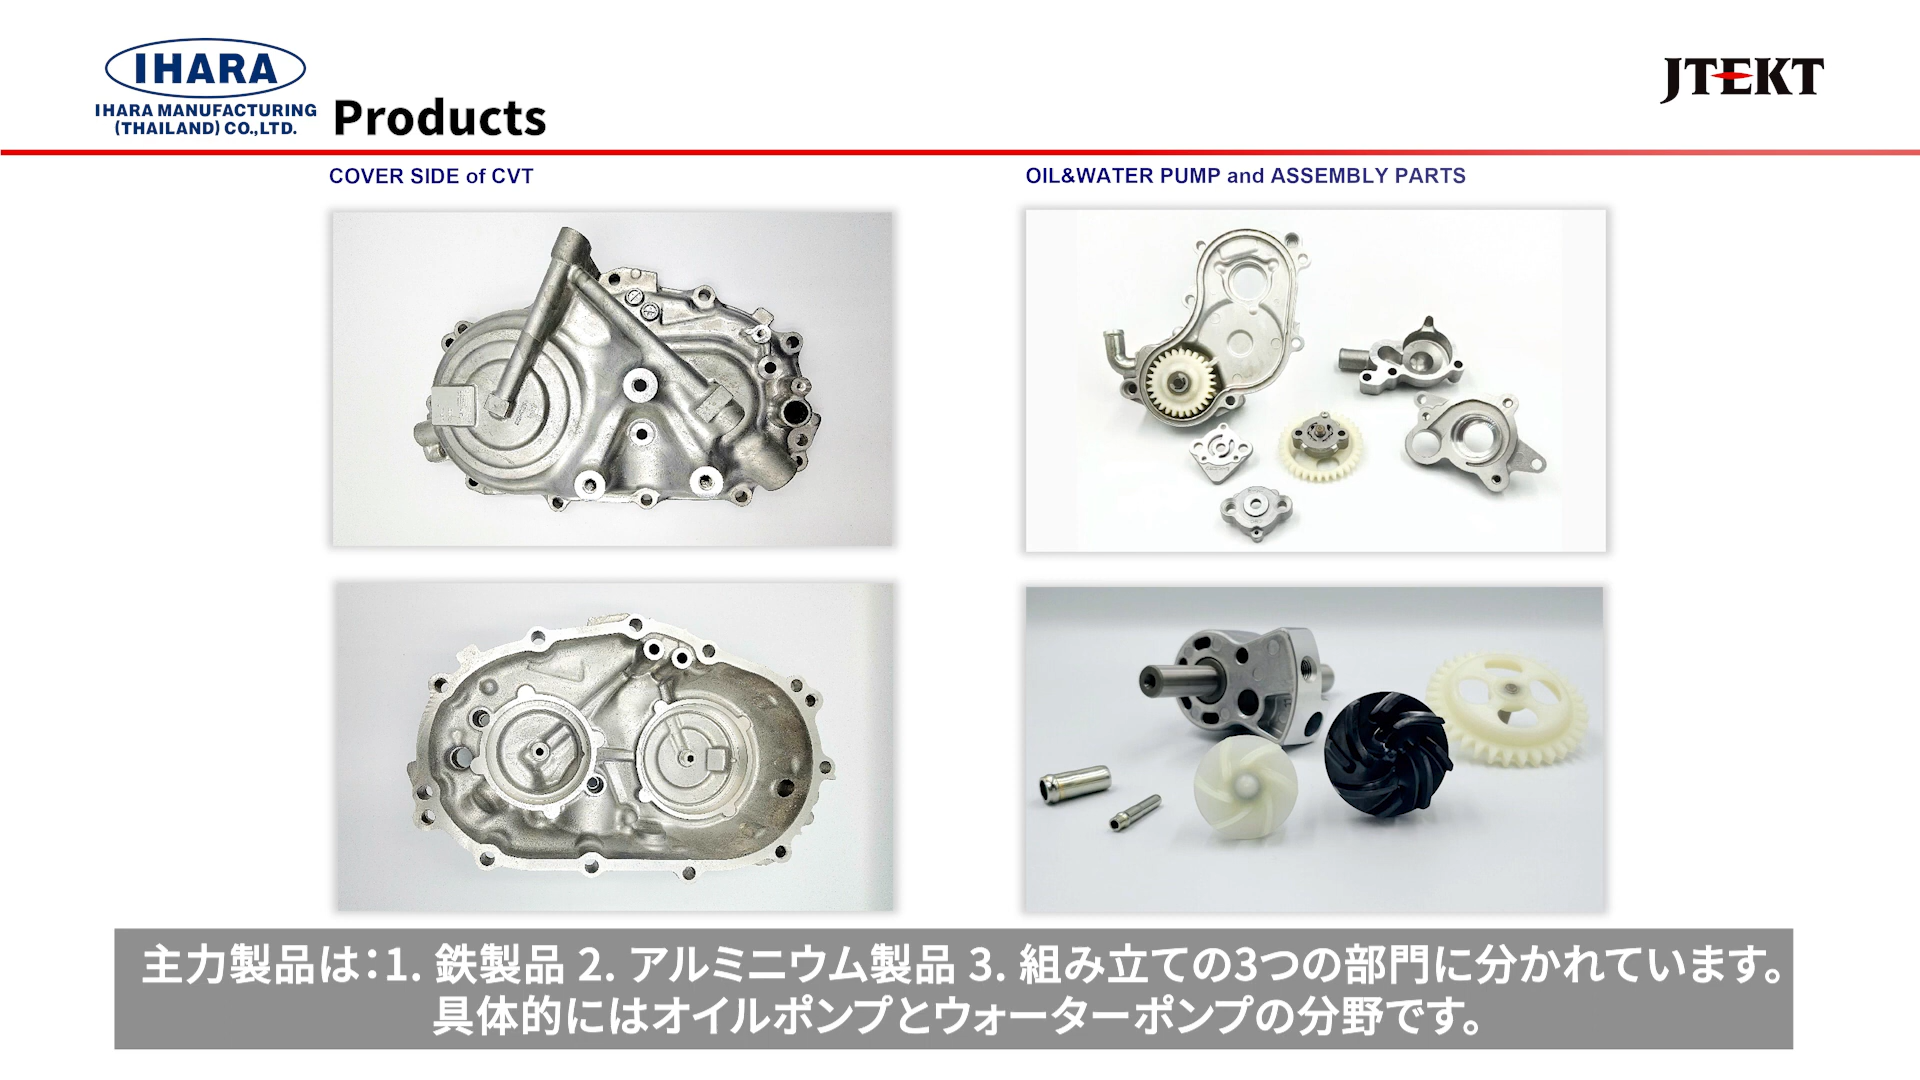 IHARA
IHARA MANUFACTURING
(THAILAND) CO.,LTD.
Products
JTEKT
COVER SIDE of CVT
OIL&WATER PUMP and ASSEMBLY PARTS
主力製品は：1. 鉄製品 2. アルミニウム製品 3. 組み立ての3つの部門に分かれています。
具体的にはオイルポンプとウォーターポンプの分野です。